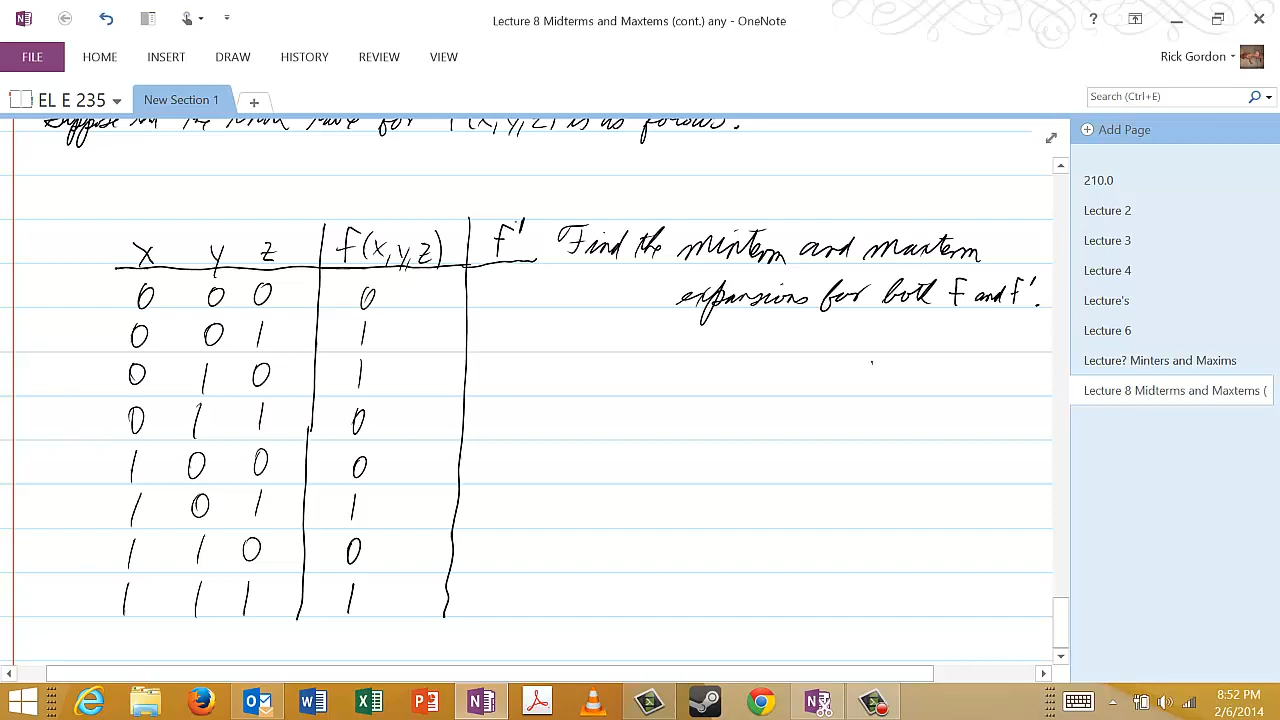 Lecture 8 Midterms and Maxtems (cont.) any - OneNote
?
FILE HOME INSERT DRAW HISTORY REVIEW VIEW
Rick Gordon
EL E 235 New Section 1 +
Search (Ctrl+E)
Add Page
210.0
Lecture 2
Lecture 3
Lecture 4
Lecture's
Lecture 6
Lecture? Minters and Maxims
Lecture 8 Midterms and Maxtems (
for f(x,y,z) is as follows.
x y z f(x,y,z) f' Find the minterm and maxterm
expansions for both f and f'.
0 0 0 0
0 0 1 1
0 1 0 1
0 1 1 0
1 0 0 0
1 0 1 1
1 1 0 0
1 1 1 1
8:52 PM
2/6/2014